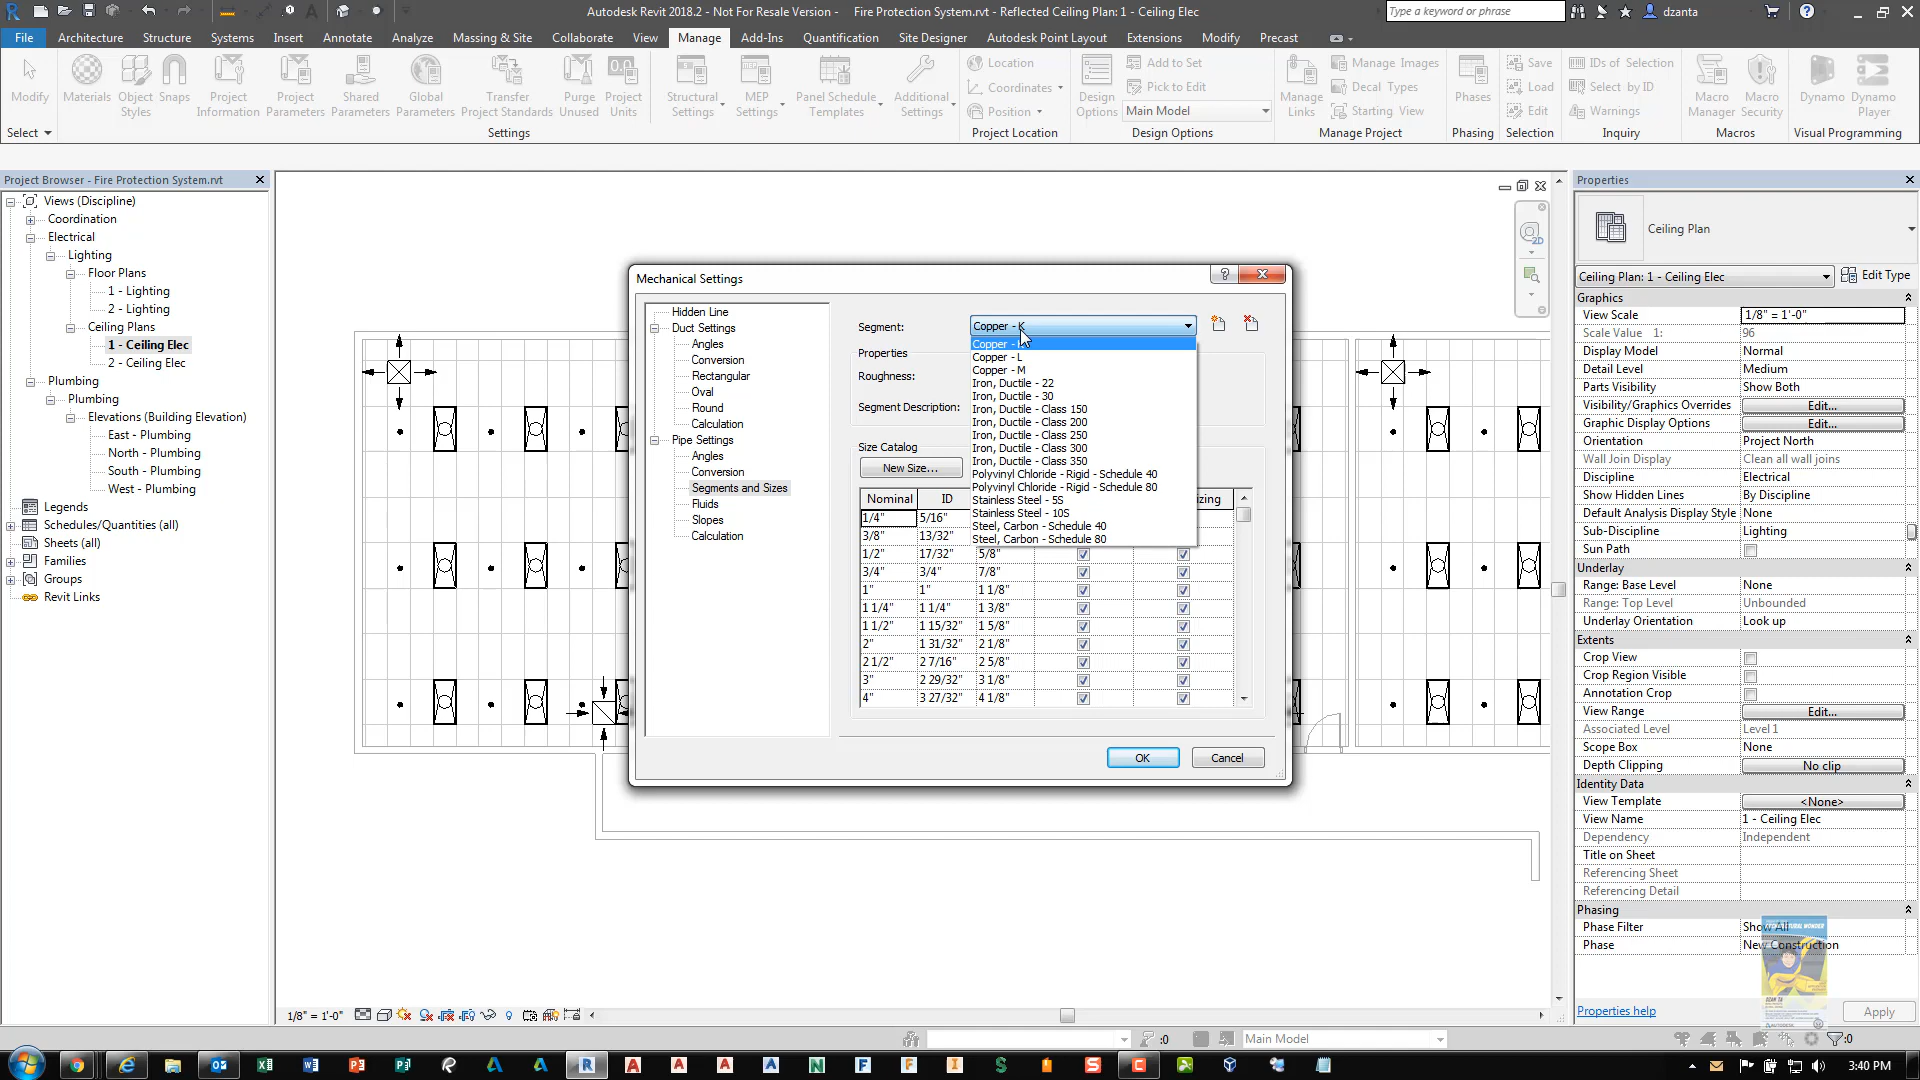 Autodesk Revit 2018.2 - Not For Resale Version - Fire Protection System.rvt - Reflected Ceiling Plan: 1 - Ceiling Elec
Type a keyword or phrase
dzanta
File Architecture Structure Systems Insert Annotate Analyze Massing & Site Collaborate View Manage Add-Ins Quantification Site Designer Autodesk Point Layout Extensions Modify Precast
Modify
Materials
Object Styles
Snaps
Project Information
Project Parameters
Shared Parameters
Global Parameters
Transfer Project Standards
Purge Unused
Project Units
Structural Settings
MEP Settings
Panel Schedule Templates
Additional Settings
Location
Coordinates
Position
Design Options
Add to Set
Pick to Edit
Main Model
Manage Links
Manage Images
Decal Types
Starting View
Phases
Save
Load
Edit
IDs of Selection
Select by ID
Warnings
Macro Manager
Macro Security
Dynamo
Dynamo Player
Select
Settings
Project Location
Design Options
Manage Project
Phasing
Selection
Inquiry
Macros
Visual Programming
Project Browser - Fire Protection System.rvt
Views (Discipline)
Coordination
Electrical
Lighting
Floor Plans
1 - Lighting
2 - Lighting
Ceiling Plans
1 - Ceiling Elec
2 - Ceiling Elec
Plumbing
Plumbing
Elevations (Building Elevation)
East - Plumbing
North - Plumbing
South - Plumbing
West - Plumbing
Legends
Schedules/Quantities (all)
Sheets (all)
Families
Groups
Revit Links
2D
Mechanical Settings
Hidden Line
Duct Settings
Angles
Conversion
Rectangular
Oval
Round
Calculation
Pipe Settings
Angles
Conversion
Segments and Sizes
Fluids
Slopes
Calculation
Segment:
Copper - K
Properties
Roughness:
Segment Description:
Copper -
Copper - L
Copper - M
Iron, Ductile - 22
Iron, Ductile - 30
Iron, Ductile - Class 150
Iron, Ductile - Class 200
Iron, Ductile - Class 250
Iron, Ductile - Class 300
Iron, Ductile - Class 350
Polyvinyl Chloride - Rigid - Schedule 40
Polyvinyl Chloride - Rigid - Schedule 80
Stainless Steel - 5S
Stainless Steel - 10S
Steel, Carbon - Schedule 40
Steel, Carbon - Schedule 80
Size Catalog
New Size...
Nominal ID izing
1/4" 5/16"
3/8" 13/32"
1/2" 17/32" 5/8"
3/4" 3/4" 7/8"
1" 1" 1 1/8"
1 1/4" 1 1/4" 1 3/8"
1 1/2" 1 15/32" 1 5/8"
2" 1 31/32" 2 1/8"
2 1/2" 2 7/16" 2 5/8"
3" 2 29/32" 3 1/8"
4" 3 27/32" 4 1/8"
OK Cancel
Properties
Ceiling Plan
Ceiling Plan: 1 - Ceiling Elec Edit Type
Graphics
View Scale 1/8" = 1'-0"
Scale Value 1: 96
Display Model Normal
Detail Level Medium
Parts Visibility Show Both
Visibility/Graphics Overrides Edit...
Graphic Display Options Edit...
Orientation Project North
Wall Join Display Clean all wall joins
Discipline Electrical
Show Hidden Lines By Discipline
Default Analysis Display Style None
Sub-Discipline Lighting
Sun Path
Underlay
Range: Base Level None
Range: Top Level Unbounded
Underlay Orientation Look up
Extents
Crop View
Crop Region Visible
Annotation Crop
View Range Edit...
Associated Level Level 1
Scope Box None
Depth Clipping No clip
Identity Data
View Template <None>
View Name 1 - Ceiling Elec
Dependency Independent
Title on Sheet
Referencing Sheet
Referencing Detail
Phasing
Phase Filter Show All
Phase New Construction
Properties help Apply
1/8" = 1'-0"
:0 Main Model :0
3:40 PM